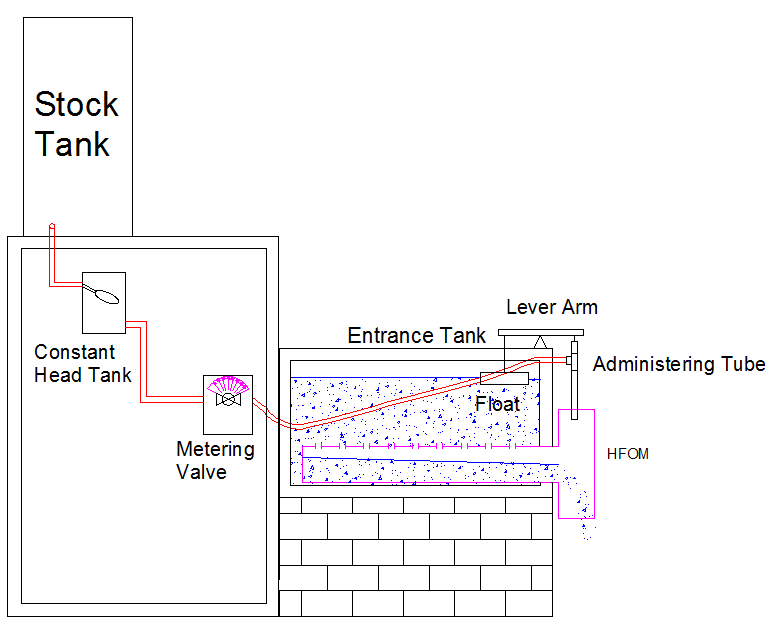 Stock
Tank
Lever Arm
Entrance Tank
Constant
Head Tank
Administering Tube
Float
Metering
Valve
HFOM